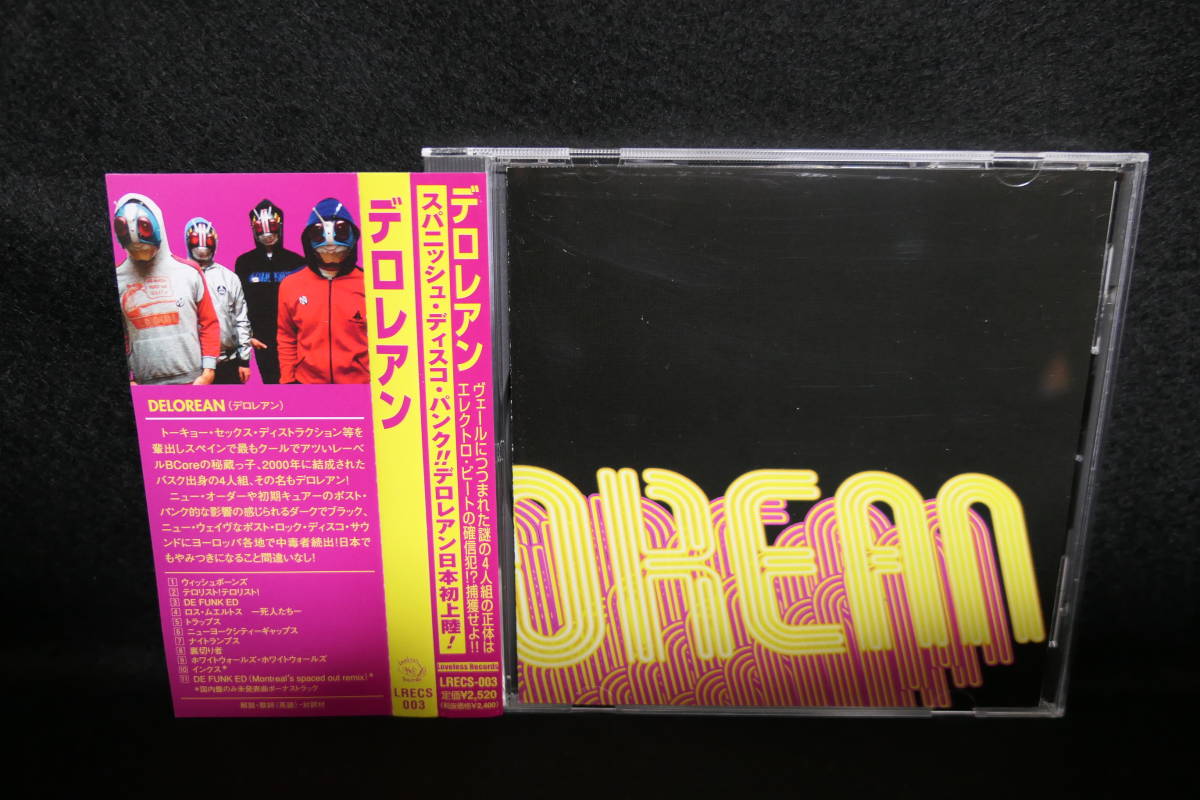 DELOREAN(デロレアン)
トーキョー・セックス・ディストラクション等を
輩出しスペインで最もクールでアツいレーベ
ルBCoreの秘蔵っ子、2000年に結成された
バスク出身の4人組、その名もデロレアン!
ニュー・オーダーや初期キュアーのポスト・
パンク的な影響の感じられるダークでブラック、
ニュー・ウェイヴなポスト・ロック・ディスコ・サウ
ンドにヨーロッパ各地で中毒者続出!日本で
もやみつきになること間違いなし!
1 ウィッシュボーンズ
2 テロリスト!テロリスト!
3 DE FUNK ED
4 ロス・ムエルトス ー死人たちー
5 トラップス
6 ニューヨークシティーギャップス
7 ナイトランプス
8 裏切り者
9 ホワイトウォールズ・ホワイトウォールズ
10 インクス*
11 DE FUNK ED (Montreal's spaced out remix)*
*国内盤のみ未発表曲ボーナストラック
解説・歌詞(英語)・対訳付
デロレアン
LRECS
003
デロレアン
スパニッシュ・ディスコ・パンク!!デロレアン日本初上陸!
ヴェールにつつまれた謎の4人組の正体は
エレクトロ・ビートの確信犯!?捕獲せよ!!
Loveless Records
LRECS-003
定価¥2,520
(税抜価格¥2,400)
OREAN